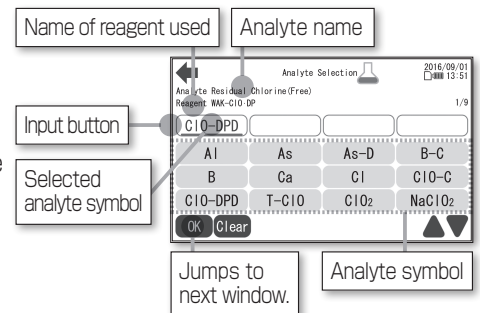 Name of reagent used
Analyte name
Analyte Selection
2016/09/01
13:51
Analyte Residual Chlorine(Free)
Reagent WAK-ClO·DP
1/9
Input button
ClO-DPD
e
Al As As-D B-C
Selected
analyte symbol
B Ca Cl ClO-C
ClO-DPD T-ClO ClO₂ NaClO₂
OK Clear
Jumps to
next window.
Analyte symbol